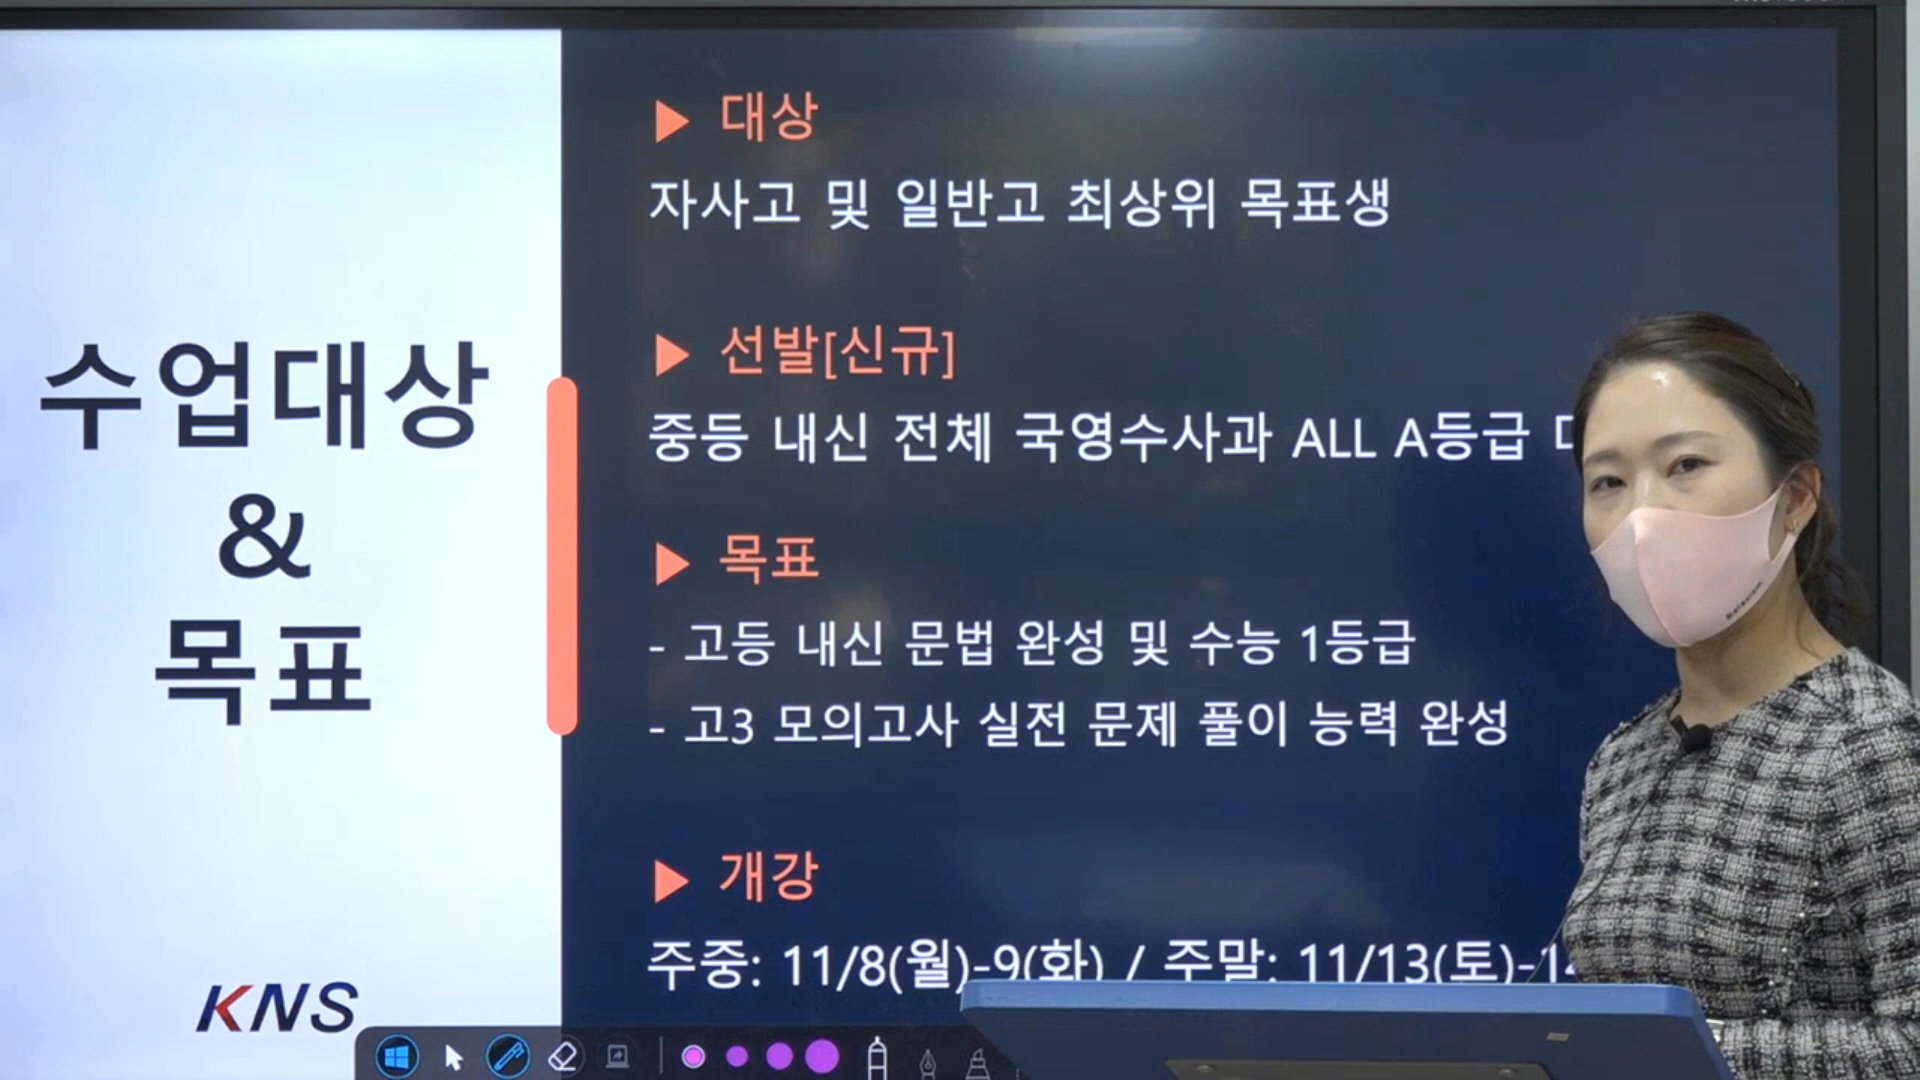 수업대상
&
목표
KNS
▶ 대상
자사고 및 일반고 최상위 목표생
▶ 선발[신규]
중등 내신 전체 국영수사과 ALL A등급
▶ 목표
- 고등 내신 문법 완성 및 수능 1등급
- 고3 모의고사 실전 문제 풀이 능력 완성
▶ 개강
주중: 11/8(월)-9(화) / 주말: 11/13(토)-14